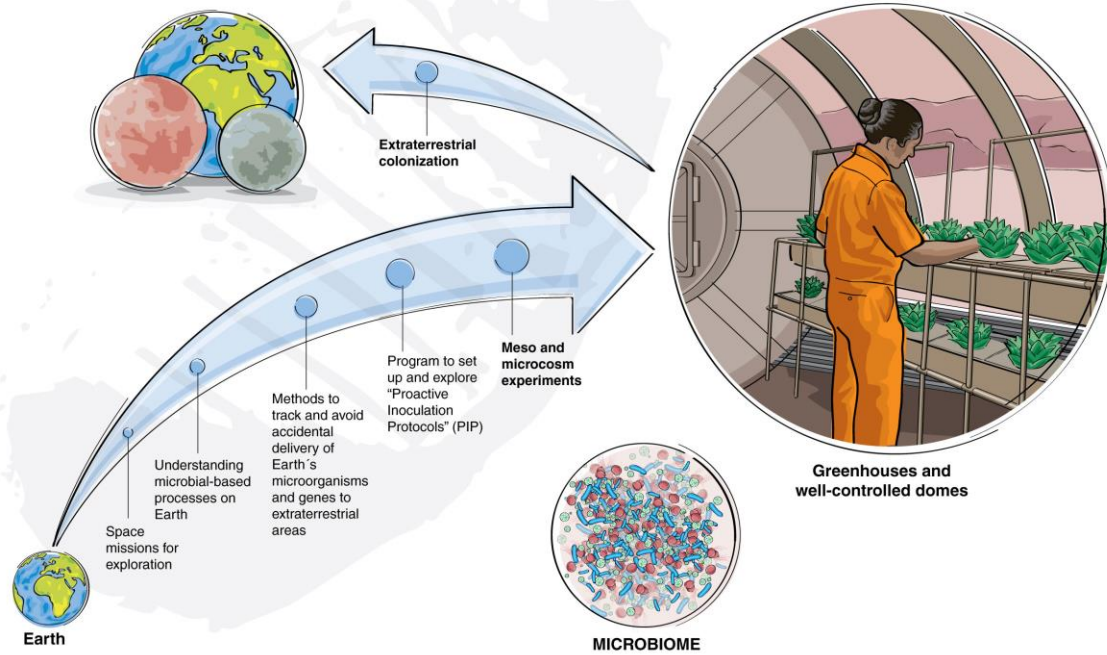 Extraterrestrial
colonization
Meso and
microcosm
experiments
Program to set
up and explore
“Proactive
Inoculation
Protocols” (PIP)
Methods to
track and avoid
accidental
delivery of
Earth´s
microorganisms
and genes to
extraterrestrial
areas
Understanding
microbial-based
processes on
Earth
Space
missions for
exploration
Earth
Greenhouses and
well-controlled domes
MICROBIOME